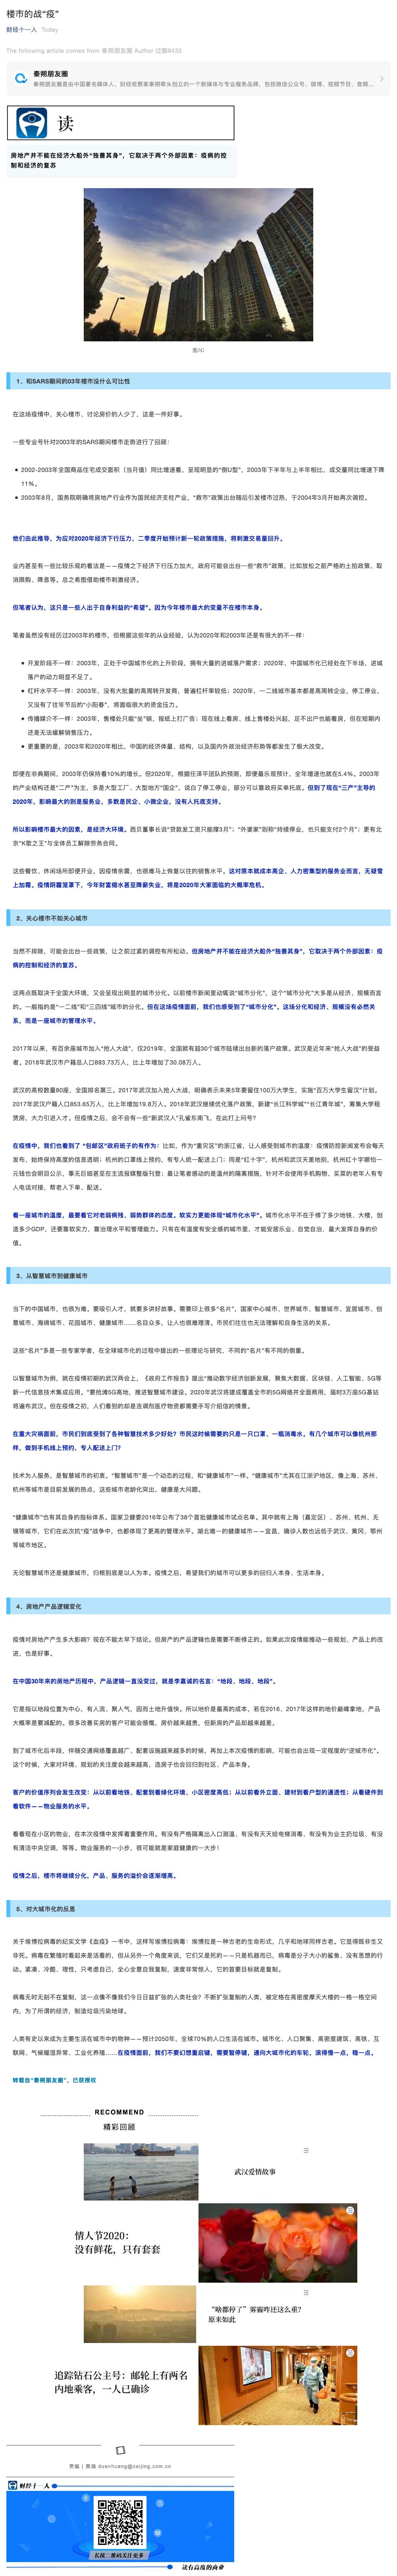 楼市的战“疫”
财经十一人 Today
The following article comes from 秦朔朋友圈 Author 过懿8433
秦朔朋友圈
秦朔朋友圈是由中国著名媒体人、财经观察家秦朔牵头创立的一个新媒体与专业服务品牌，包括微信公众号、微博、视频节目、音频...
读
房地产并不能在经济大船外“独善其身”，它取决于两个外部因素：疫病的控
制和经济的复苏
图/IC
1、和SARS期间的03年楼市没什么可比性
在这场疫情中，关心楼市、讨论房价的人少了，这是一件好事。
一些专业号针对2003年的SARS期间楼市走势进行了回顾：
2002-2003年全国商品住宅成交面积（当月值）同比增速看，呈现明显的“倒U型”，2003年下半年与上半年相比，成交量同比增速下降
11%。
2003年8月，国务院明确将房地产行业作为国民经济支柱产业，“救市”政策出台随后引发楼市过热，于2004年3月开始再次调控。
他们由此推导，为应对2020年经济下行压力，二季度开始预计新一轮政策措施，将刺激交易量回升。
业内甚至有一些比较乐观的看法是——疫情之下经济下行压力加大，政府可能会出台一些“救市”政策，比如放松之前严格的土拍政策、取
消限购、降息等。总之希图借助楼市刺激经济。
但笔者认为，这只是一些人出于自身利益的“希望”。因为今年楼市最大的变量不在楼市本身。
笔者虽然没有经历过2003年的楼市，但根据这些年的从业经验，认为2020年和2003年还是有很大的不一样：
开发阶段不一样：2003年，正处于中国城市化的上升阶段，拥有大量的进城落户需求；2020年，中国城市化已经处在下半场，进城
落户的动力明显不足了。
杠杆水平不一样：2003年，没有大批量的高周转开发商，普遍杠杆率较低；2020年，一二线城市基本都是高周转企业，停工停业，
又没有了往年节后的“小阳春”，将面临很大的资金压力。
传播媒介不一样：2003年，售楼处只能“坐”销，报纸上打广告；现在线上看房、线上售楼处兴起，足不出户也能看房，但在短期内
还是无法缓解销售压力。
更重要的是，2003年和2020年相比，中国的经济体量、结构，以及国内外政治经济形势等都发生了极大改变。
即便在非典期间，2003年仍保持着10%的增长。但2020年，根据任泽平团队的预测，即便最乐观预计，全年增速也就在5.4%。2003年
的产业结构还是“二产”为主，多是大型工厂，大型地方“国企”，说白了停工停业，部分可以靠政府买单托底。但到了现在“三产”主导的
2020年，影响最大的则是服务业，多数是民企，小微企业，没有人托底支持。
所以影响楼市最大的因素，是经济大环境。西贝董事长说“贷款发工资只能撑3月”；“外婆家”则称“持续停业，也只能支付2个月”；更有北
京“K歌之王”与全体员工解除劳务合同。
这些餐饮、休闲场所即便开业，因疫情余震，也很难马上恢复以往的销售水平。这对原本就成本高企、人力密集型的服务业而言，无疑雪
上加霜。疫情阴霾笼罩下，今年财富缩水甚至降薪失业，将是2020年大家面临的大概率危机。
2、关心楼市不如关心城市
当然不排除，可能会出台一些政策，让之前过紧的调控有所松动。但房地产并不能在经济大船外“独善其身”，它取决于两个外部因素：疫
病的控制和经济的复苏。
这两点既取决于全国大环境，又会呈现出明显的城市分化。以前楼市新闻里动辄说“城市分化”，这个“城市分化”大多是从经济、规模而言
的。一般指的是“一二线”和“三四线”城市的分化。但在这场疫情面前，我们也感受到了“城市分化”。这场分化和经济、规模没有必然关
系，而是一座城市的管理水平。
2017年以来，有百余座城市加入“抢人大战”，仅2019年，全国就有超30个城市陆续出台新的落户政策。武汉是近年来“抢人大战”的受益
者。2018年武汉市户籍总人口883.73万人，比上年增加了30.08万人。
武汉的高校数量80座，全国排名第三。2017年武汉加入抢人大战，明确表示未来5年要留住100万大学生，实施“百万大学生留汉”计划。
2017年武汉户籍人口853.65万人，比上年增加19.8万人。2018年武汉继续优化落户政策，新建“长江科学城”“长江青年城”，筹集大学租
赁房，大力引进人才。但疫情之后，会不会有一些“新武汉人”孔雀东南飞，在此打上问号？
在疫情中，我们也看到了“包邮区”政府班子的有作为：比如，作为“重灾区”的浙江省，让人感受到城市的温度：疫情防控新闻发布会每天
发布，始终保持高度的信息透明；杭州的口罩线上预约，有专人统一配送上门；同是“红十字”，杭州和武汉天差地别，杭州红十字哪怕一
元钱也会明目公示，事无巨细甚至在主流报媒整版刊登；最让笔者感动的是温州的隔离措施，针对不会使用手机购物、买菜的老年人有专
人电话对接，帮老人下单、配送。
看一座城市的温度，最要看它对老弱病残、弱势群体的态度。软实力更能体现“城市化水平”。城市化水平不在于修了多少地铁、大楼，创
造多少GDP，还要靠软实力，靠治理水平和管理能力。只有在有温度有安全感的城市里，才能安居乐业、自觉自治，最大发挥自身的价
值。
3、从智慧城市到健康城市
当下的中国城市，也很为难。要吸引人才，就要多讲好故事。需要印上很多“名片”，国家中心城市、世界城市、智慧城市、宜居城市、创
意城市、海绵城市、花园城市、健康城市……名目众多，让人也很难理清。市民们往往也无法理解和自身生活的关系。
这些“名片”多是一些专家学者，在全球城市化的过程中提出的一些理论与研究，不同的“名片”有不同的侧重。
以智慧城市为例，就在疫情初期的武汉两会上，《政府工作报告》提出“推动数字经济创新发展，聚焦大数据、区块链、人工智能、5G等
新一代信息技术集成应用。”要抢滩5G高地、推进智慧城市建设。2020年武汉将建成覆盖全市的5G网络并全面商用，届时3万座5G基站
将遍布武汉。但在疫情之初，人们看到的却是连调剂医疗物资都需要手写介绍信的情景。
在重大灾祸面前，市民们到底受到了各种智慧技术多少好处？市民这时候需要的只是一只口罩、一瓶消毒水。有几个城市可以像杭州那
样，做到手机线上预约，专人配送上门？
技术为人服务，是智慧城市的初衷。“智慧城市”是一个动态的过程，和“健康城市”一样。“健康城市”尤其在江浙沪地区，像上海、苏州、
杭州等城市是目前发展的热点，这些城市老龄化突出，健康是大问题。
“健康城市”也有其自身的指标体系。国家卫健委2016年公布了38个首批健康城市试点名单。其中就有上海（嘉定区）、苏州、杭州、无
锡等城市，它们在此次抗“疫”战争中，也都体现了更高的管理水平。湖北唯一的健康城市——宜昌，确诊人数也远低于武汉、黄冈、鄂州
等城市地区。
无论智慧城市还是健康城市，归根到底是以人为本。疫情之后，希望我们的城市可以更多的回归人本身、生活本身。
4、房地产产品逻辑变化
疫情对房地产产生多大影响？现在不能太早下结论。但房产的产品逻辑也是需要不断修正的。如果此次疫情能推动一些规划、产品上的改
进，也是好事。
在中国30年来的房地产历程中，产品逻辑一直没变过，就是李嘉诚的名言：“地段、地段、地段”。
它是指以地段位置为中心，有人流、聚人气，因而土地升值快。所以地价是最高的成本，若在2016、2017年这样的地价巅峰拿地，产品
大概率是要减配的。很多改善买房的客户可能会感慨，房价越来越贵，但新房的产品却越来越差。
到了城市化后半段，伴随交通网络覆盖越广、配套设施越来越多的时候，再加上本次疫情的影响，可能也会出现一定程度的“逆城市化”。
这个时候，大家对环境、规划的关注度会越来越高，选房子也会回归到社区、产品本身。
客户的价值序列会发生改变：从以前看地铁、配套到看绿化环境、小区密度高低；从以前看外立面、建材到看户型的通透性；从看硬件到
看软件——物业服务的水平。
看看现在小区的物业，在本次疫情中发挥着重要作用。有没有严格隔离出入口测温、有没有天天给电梯消毒、有没有为业主扔垃圾、有没
有清洁中央空调、等等。物业服务的一小步，很可能就是家庭健康的一大步！
疫情之后，楼市将继续分化，产品、服务的溢价会逐渐增高。
5、对大城市化的反思
关于埃博拉病毒的纪实文学《血疫》一书中，这样写埃博拉病毒：埃博拉是一种古老的生命形式，几乎和地球同样古老。它显得既非生又
非死。病毒在繁殖时看起来是活着的，但从另外一个角度来说，它们又是死的——只是机器而已，病毒是分子大小的鲨鱼、没有思想的行
动。紧凑、冷酷、理性，只考虑自己，全心全意自我复制，速度非常惊人，它的首要目标就是复制。
病毒无时无刻不在复制，这一点像不像我们今日日益扩张的人类社会？不断扩张复制的人类，被定格在高密度摩天大楼的一格一格空间
内，为了所谓的经济，制造垃圾污染地球。
人类有史以来成为主要生活在城市中的物种——预计2050年，全球70%的人口生活在城市。城市化、人口聚集、高密度建筑、高铁、互
联网、气候暖湿异常、工业化养殖……在疫情面前，我们不要幻想重启键，需要暂停键，通向大城市化的车轮，滚得慢一点，稳一点。
转载自“秦朔朋友圈”，已获授权
RECOMMEND
精彩回顾
武汉爱情故事
情人节2020：
没有鲜花，只有套套
“啥都停了”雾霾咋还这么重？
原来如此
追踪钻石公主号：邮轮上有两名
内地乘客，一人已确诊
duanhuang@caijing.com.cn
财经十一人
长按二维码关注更多
读有高度的商业